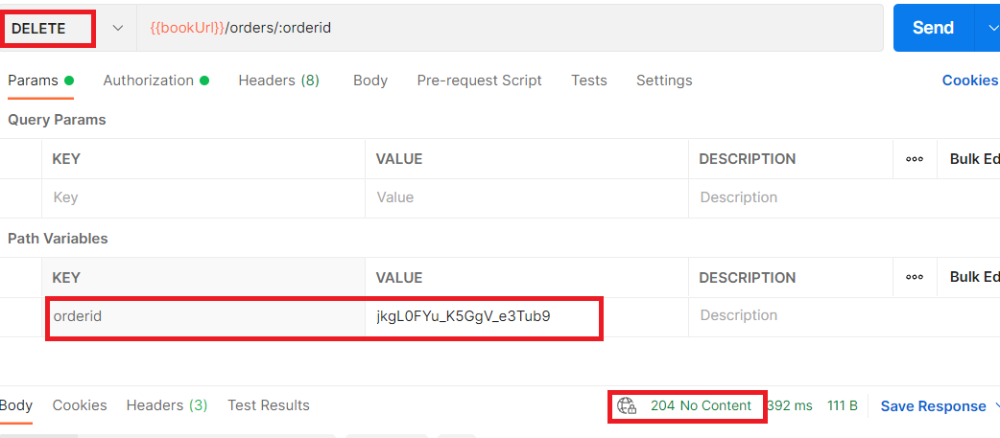 DELETE {{bookUrl}}/orders/:orderid Send
Params Authorization Headers (8) Body Pre-request Script Tests Settings Cookies
Query Params
KEY VALUE DESCRIPTION ooo Bulk Ed
Key Value Description
Path Variables
KEY VALUE DESCRIPTION ooo Bulk Ed
orderid jkgL0FYu_K5GgV_e3Tub9 Description
Body Cookies Headers (3) Test Results 204 No Content 392 ms 111 B Save Response